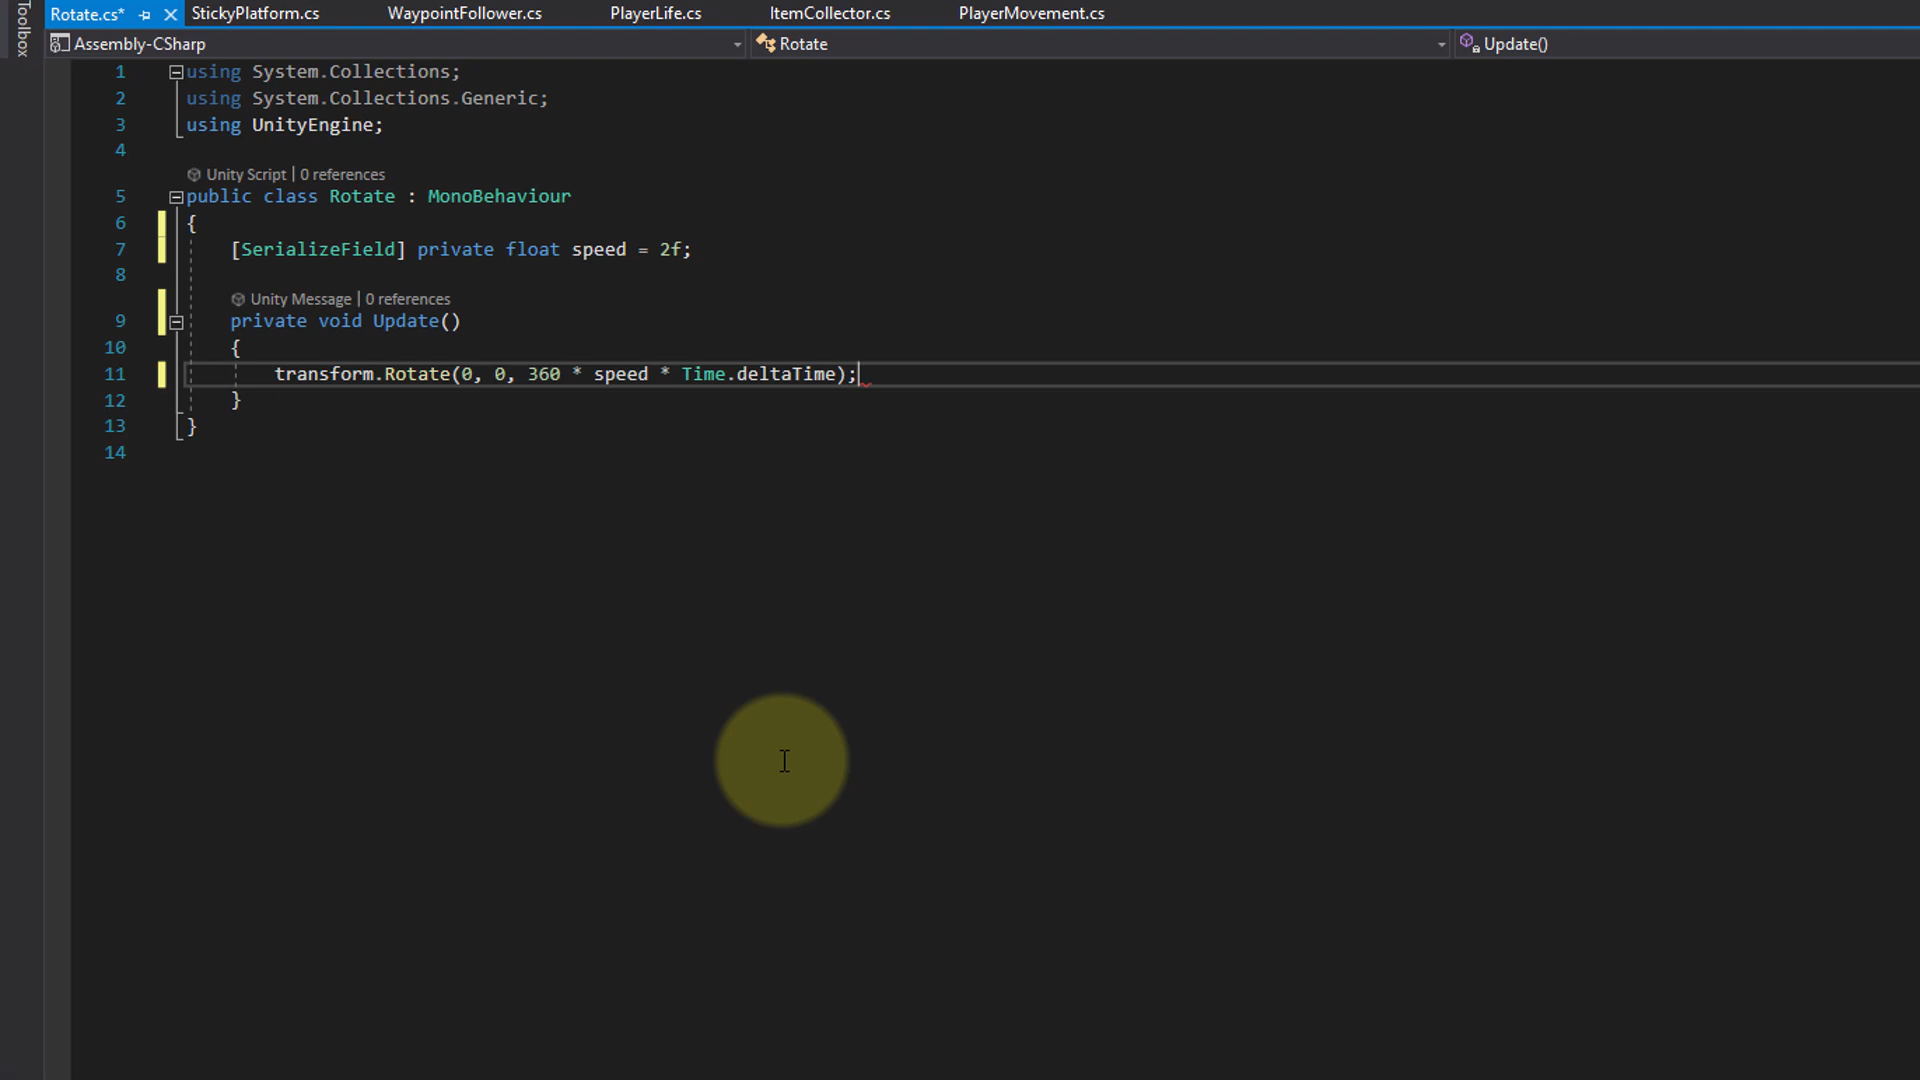 Toolbox
Rotate.cs* StickyPlatform.cs WaypointFollower.cs PlayerLife.cs ItemCollector.cs PlayerMovement.cs
Assembly-CSharp Rotate Update()
1 using System.Collections;
2 using System.Collections.Generic;
3 using UnityEngine;
4
Unity Script | 0 references
5 public class Rotate : MonoBehaviour
6 {
7 [SerializeField] private float speed = 2f;
8
Unity Message | 0 references
9 private void Update()
10 {
11 transform.Rotate(0, 0, 360 * speed * Time.deltaTime);
12 }
13 }
14